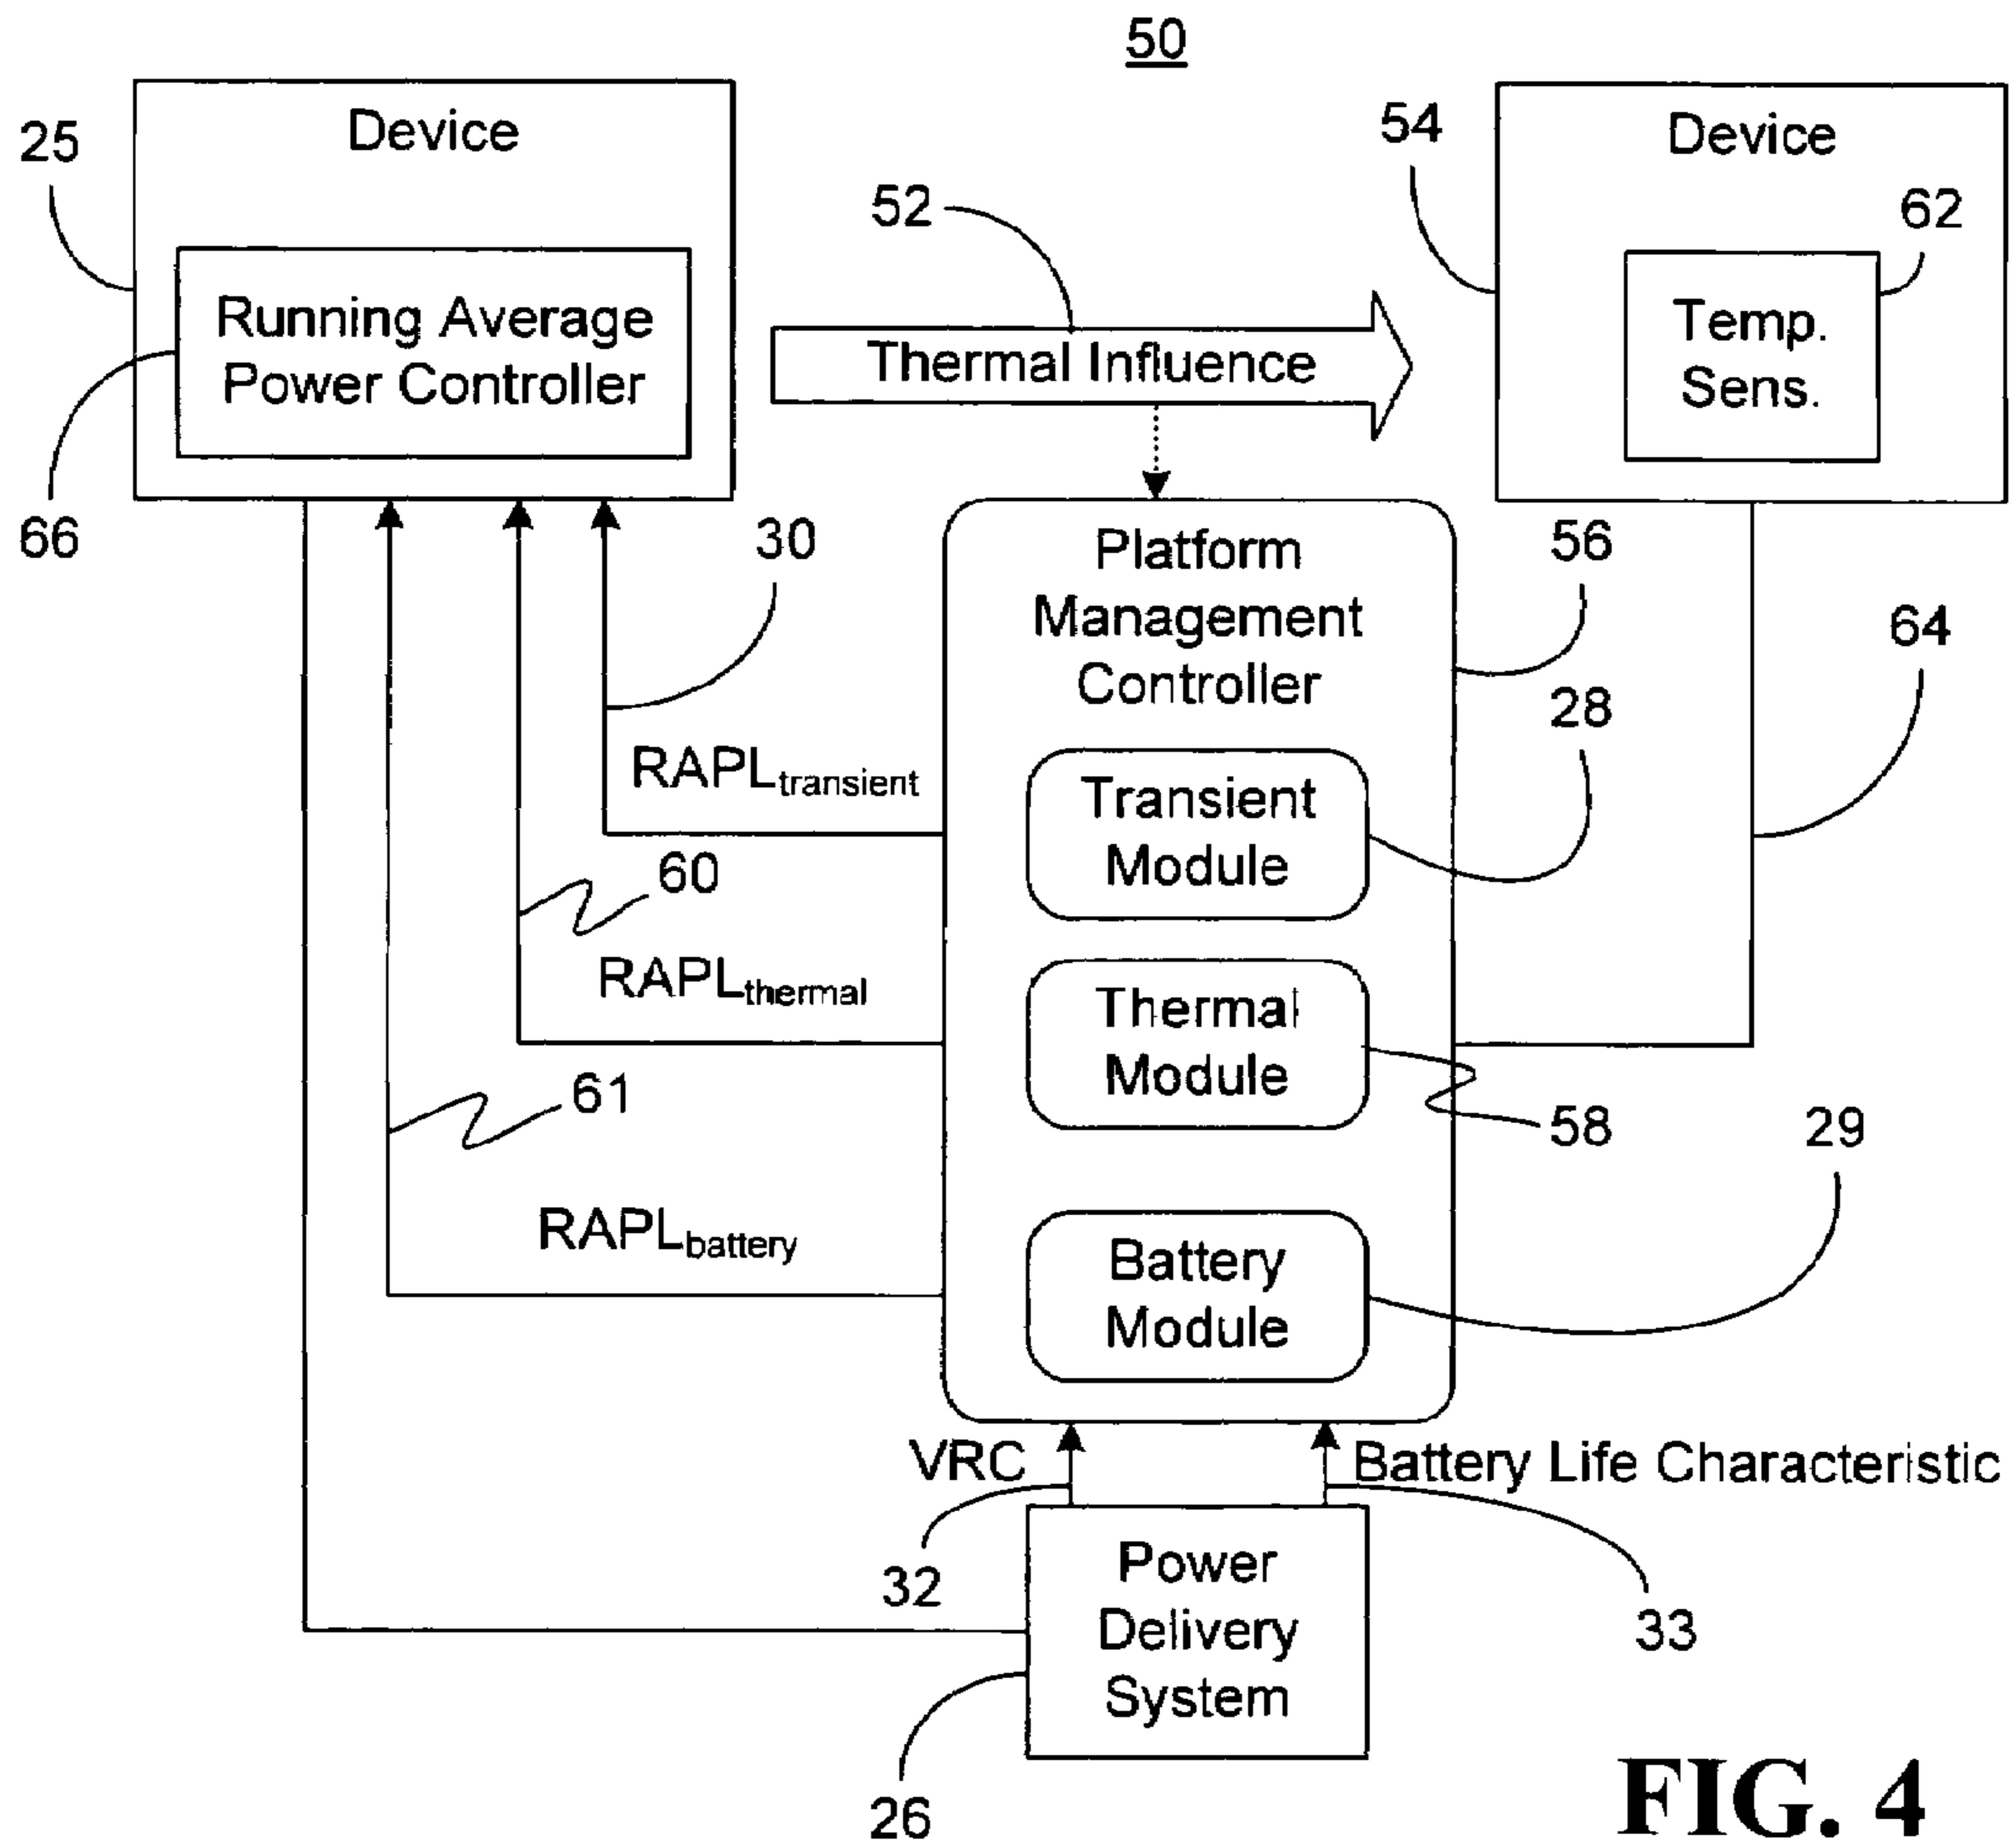 50
Device
25
Running Average
Power Controller
66
52
Thermal Influence
54
Device
62
Temp.
Sens.
30
Platform
Management
Controller
56
64
28
RAPLtransient
Transient
Module
60
RAPLthermal
Thermal
Module
58
61
29
RAPLbattery
Battery
Module
VRC
Battery Life Characteristic
32
33
Power
Delivery
System
26
FIG. 4